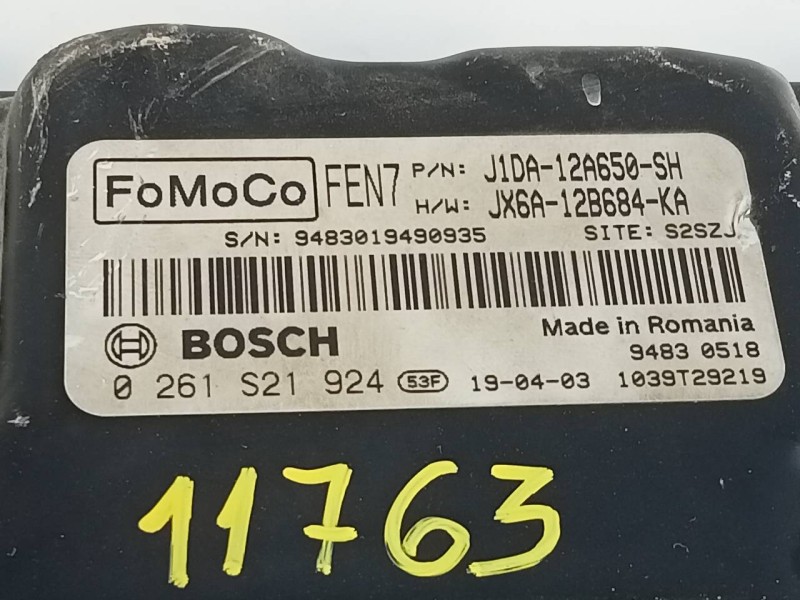 FoMoCo FEN7 P/N: J1DA-12A650-SH
H/W: JX6A-12B684-KA
S/N: 9483019490935 SITE: S2SZJ
BOSCH Made in Romania
9483 0518
0 261 S21 924 53F 19-04-03 1039T29219
11763